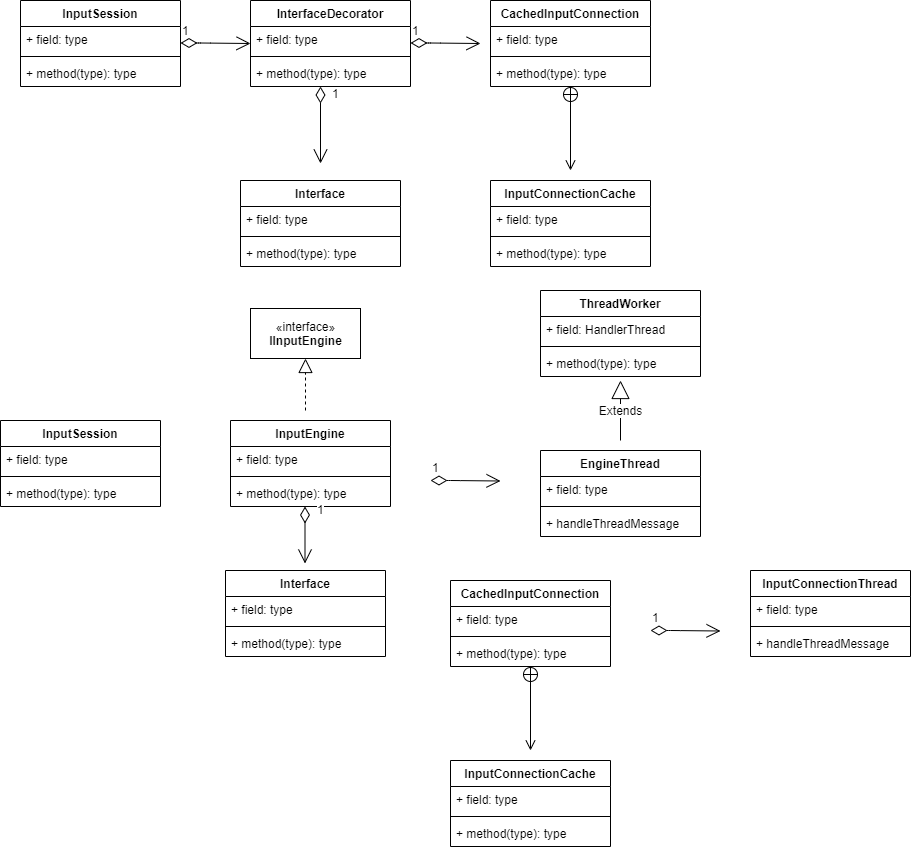 InputSession
+ field: type
+ method(type): type
1
InterfaceDecorator
+ field: type
+ method(type): type
1
1
CachedInputConnection
+ field: type
+ method(type): type
Interface
+ field: type
+ method(type): type
InputConnectionCache
+ field: type
+ method(type): type
«interface»
IInputEngine
ThreadWorker
+ field: HandlerThread
+ method(type): type
Extends
InputSession
+ field: type
+ method(type): type
InputEngine
+ field: type
+ method(type): type
1
1
EngineThread
+ field: type
+ handleThreadMessage
Interface
+ field: type
+ method(type): type
CachedInputConnection
+ field: type
+ method(type): type
1
InputConnectionThread
+ field: type
+ handleThreadMessage
InputConnectionCache
+ field: type
+ method(type): type